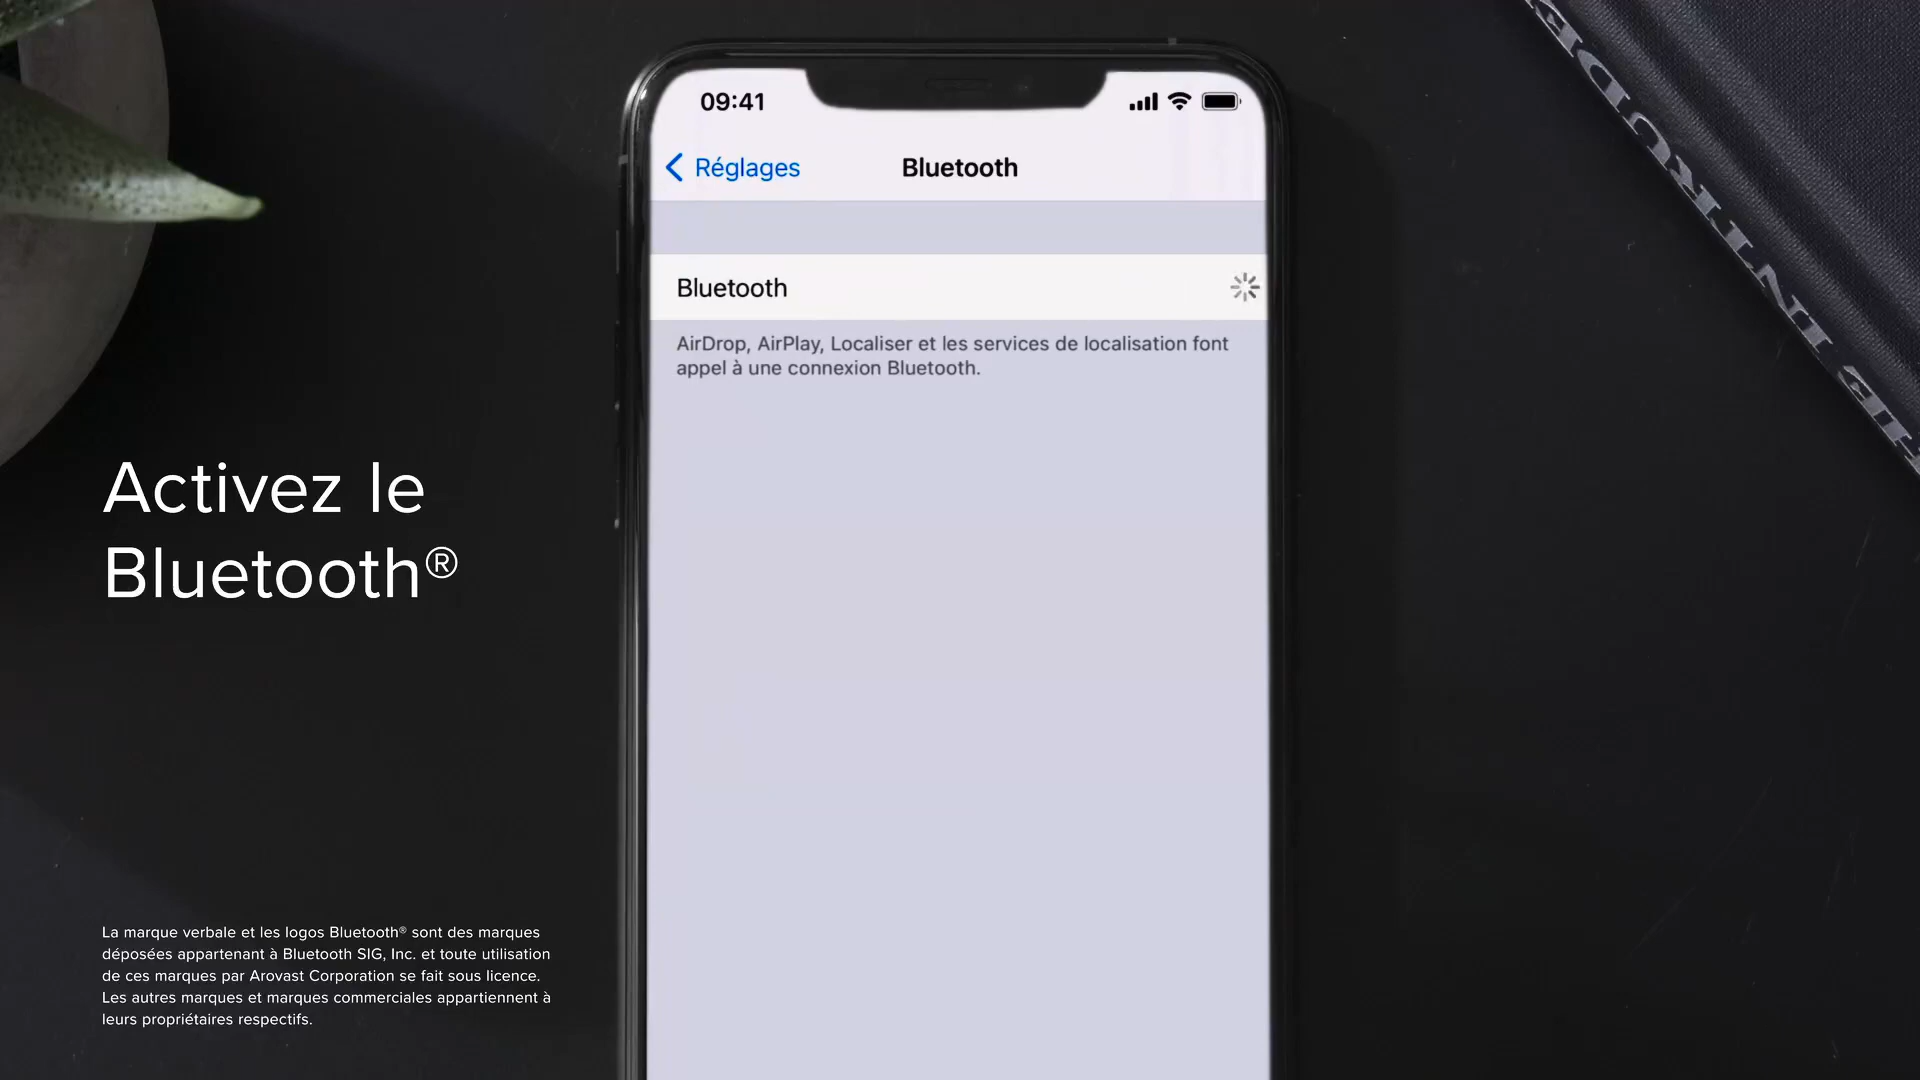 09:41
Réglages
Bluetooth
Bluetooth
AirDrop, AirPlay, Localiser et les services de localisation font
appel à une connexion Bluetooth.
Activez le
Bluetooth®
La marque verbale et les logos Bluetooth® sont des marques
déposées appartenant à Bluetooth SIG, Inc. et toute utilisation
de ces marques par Arovast Corporation se fait sous licence.
Les autres marques et marques commerciales appartiennent à
leurs propriétaires respectifs.